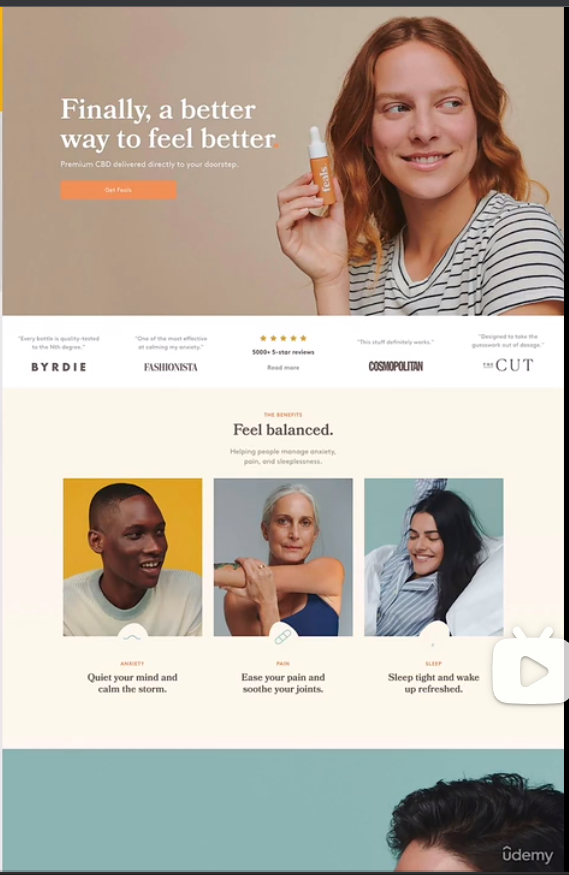 Finally, a better
way to feel better.
Premium CBD delivered directly to your doorstep.
Get Feals
feals
"Every bottle is quality-tested
to the Nth degree."
BYRDIE
"One of the most effective
at calming my anxiety."
FASHIONISTA
5000+ 5-star reviews
Read more
"This stuff definitely works."
COSMOPOLITAN
"Designed to take the
guesswork out of dosage."
THE CUT
THE BENEFITS
Feel balanced.
Helping people manage anxiety,
pain, and sleeplessness.
ANXIETY
Quiet your mind and
calm the storm.
PAIN
Ease your pain and
soothe your joints.
SLEEP
Sleep tight and wake
up refreshed.
ûdemy